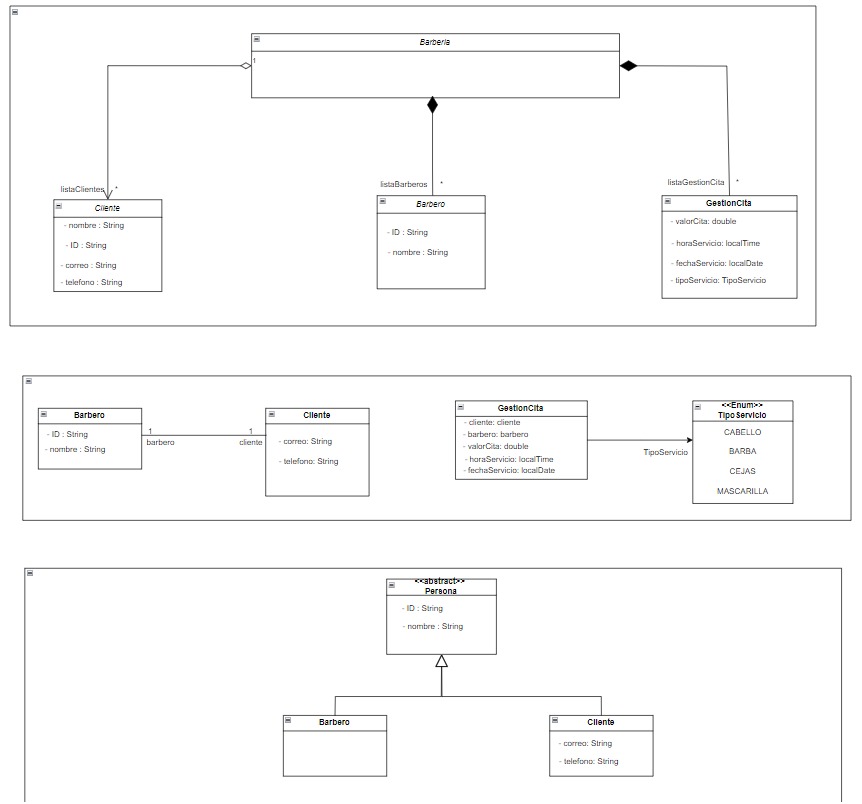 Barberia
1
listaClientes *
listaBarberos *
listaGestionCita *
Cliente
- nombre : String
- ID : String
- correo : String
- telefono : String
Barbero
- ID : String
- nombre : String
GestionCita
- valorCita: double
- horaServicio: localTime
- fechaServicio: localDate
- tipoServicio: TipoServicio
Barbero
- ID : String
- nombre : String
1
barbero
1
cliente
Cliente
- correo: String
- telefono: String
GestionCita
- cliente: cliente
- barbero: barbero
- valorCita: double
- horaServicio: localTime
- fechaServicio: localDate
TipoServicio
<<Enum>>
TipoServicio
CABELLO
BARBA
CEJAS
MASCARILLA
<<abstract>>
Persona
- ID : String
- nombre : String
Barbero
Cliente
- correo: String
- telefono: String